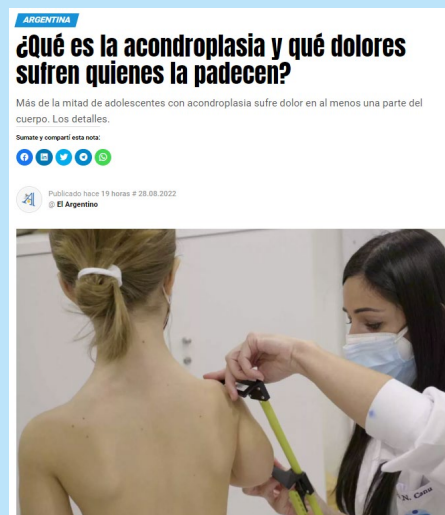 ARGENTINA
¿Qué es la acondroplasia y qué dolores
sufren quienes la padecen?
Más de la mitad de adolescentes con acondroplasia sufre dolor en al menos una parte del
cuerpo. Los detalles.
Sumate y compartí esta nota:
Publicado hace 19 horas # 28.08.2022
@ El Argentino
N. Canu